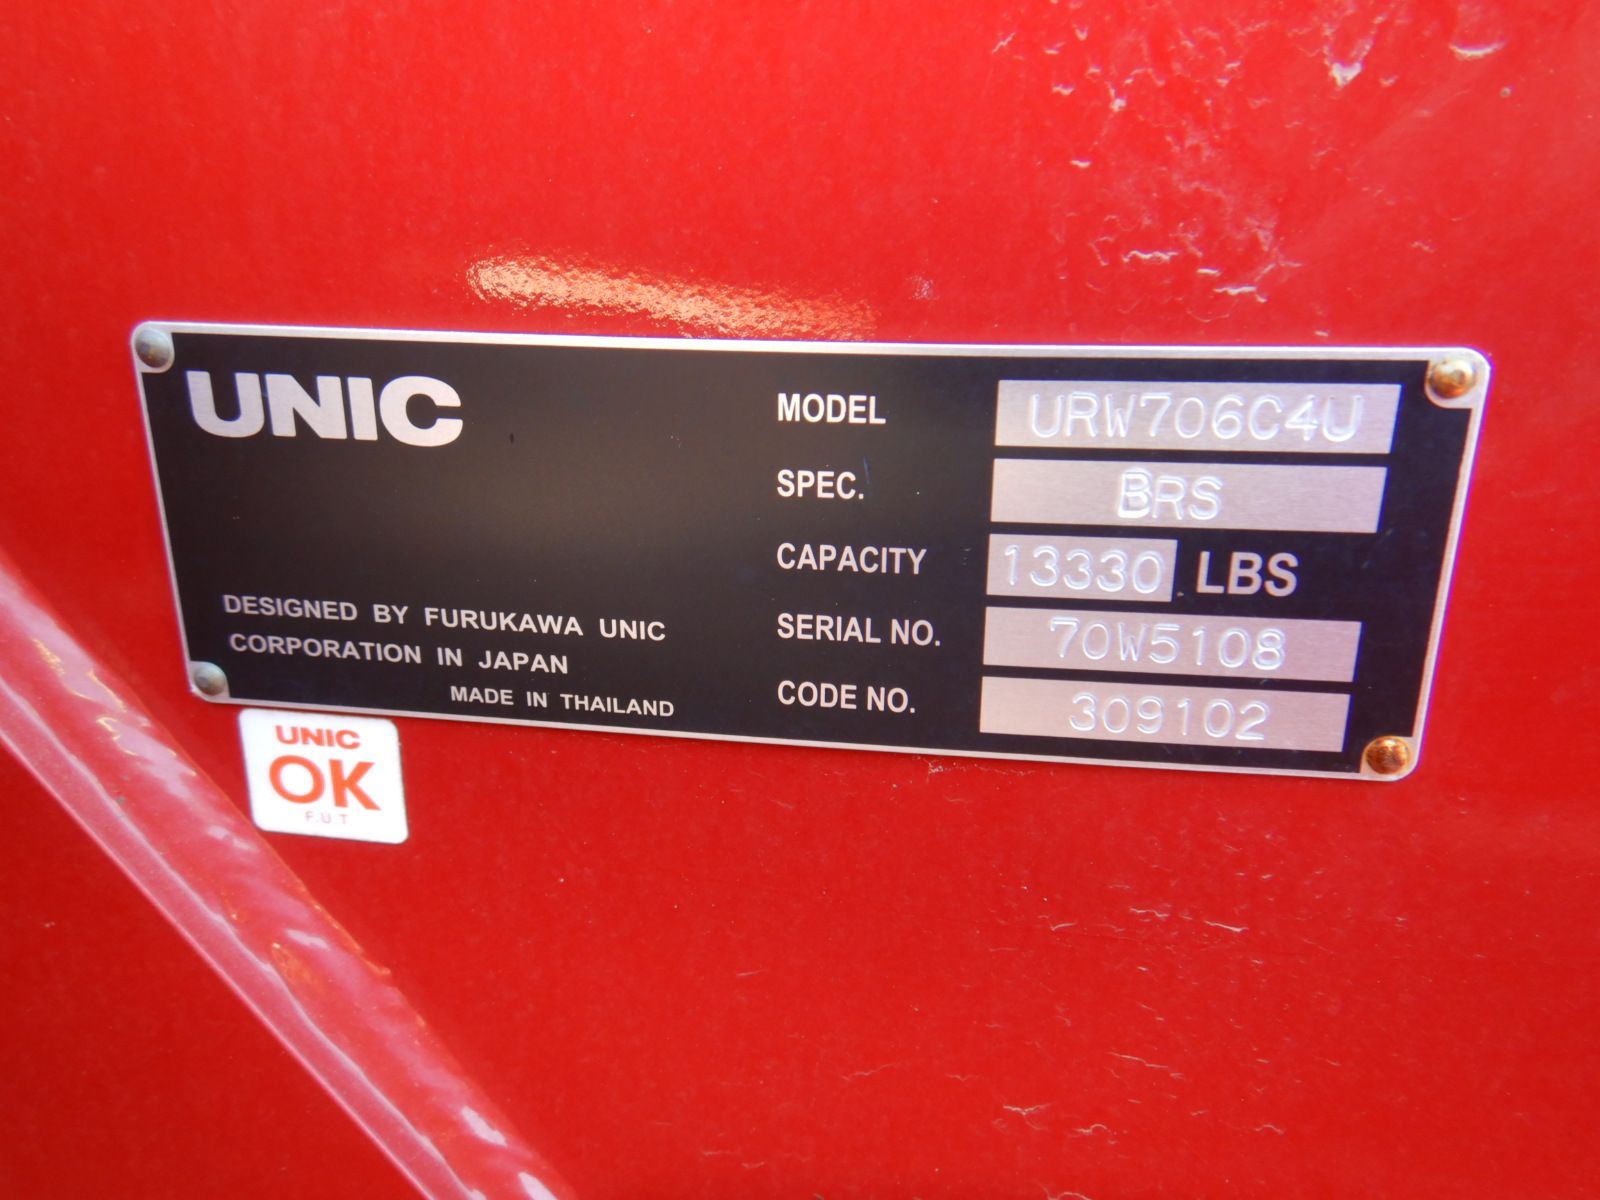 UNIC
MODEL URW706C4U
SPEC. BRS
CAPACITY 13330 LBS
SERIAL NO. 70W5108
CODE NO. 309102
DESIGNED BY FURUKAWA UNIC
CORPORATION IN JAPAN
MADE IN THAILAND
UNIC
OK
F.U.T